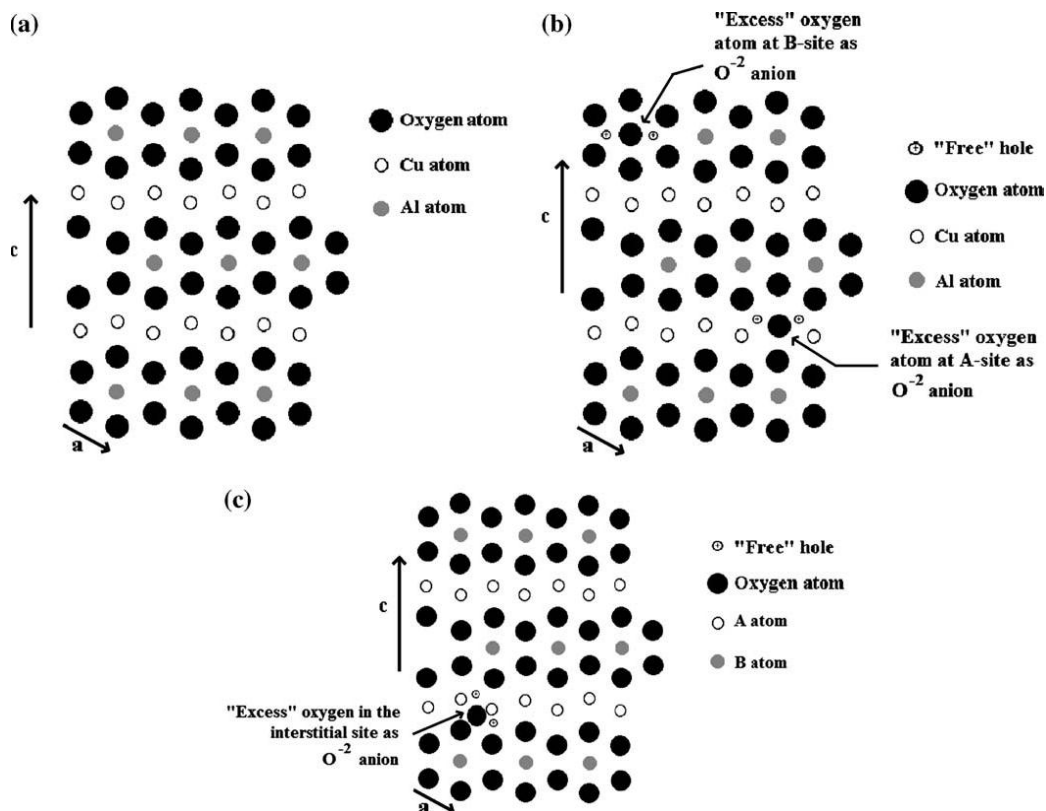 (a)
Oxygen atom
Cu atom
Al atom
c
a
(b)
"Excess" oxygen
atom at B-site as
O-2 anion
"Free" hole
Oxygen atom
Cu atom
Al atom
"Excess" oxygen
atom at A-site as
O-2 anion
c
a
(c)
"Free" hole
Oxygen atom
A atom
B atom
c
"Excess" oxygen in the
interstitial site as
O-2 anion
a